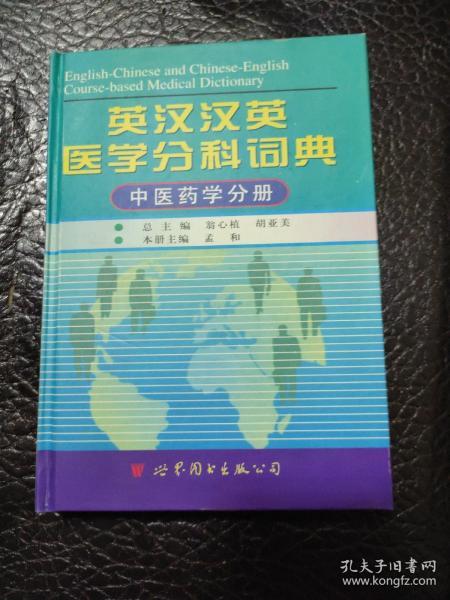 English-Chinese and Chinese-English
Course-based Medical Dictionary
英汉汉英
医学分科词典
中医药学分册
总 主 编 翁心植 胡亚美
本册主编 孟 和
W 世界图书出版公司
孔夫子旧书网
www.kongfz.com